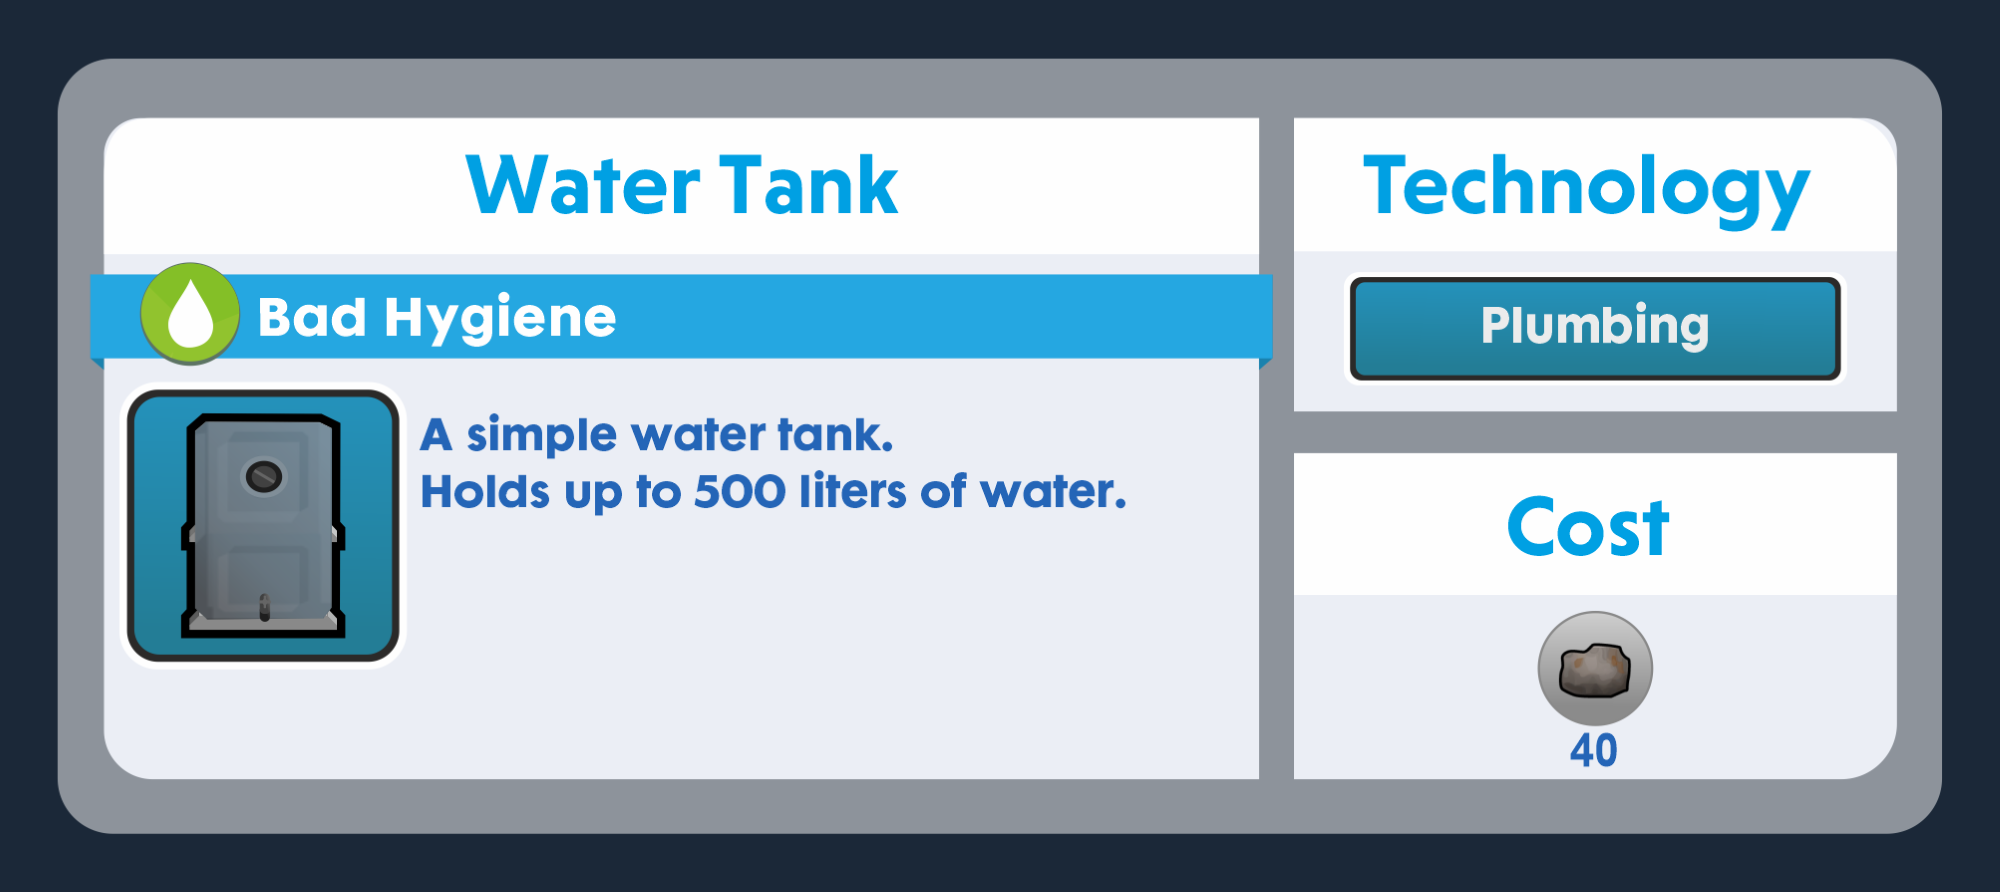 Water Tank
Bad Hygiene
A simple water tank.
Holds up to 500 liters of water.
Technology
Plumbing
Cost
40